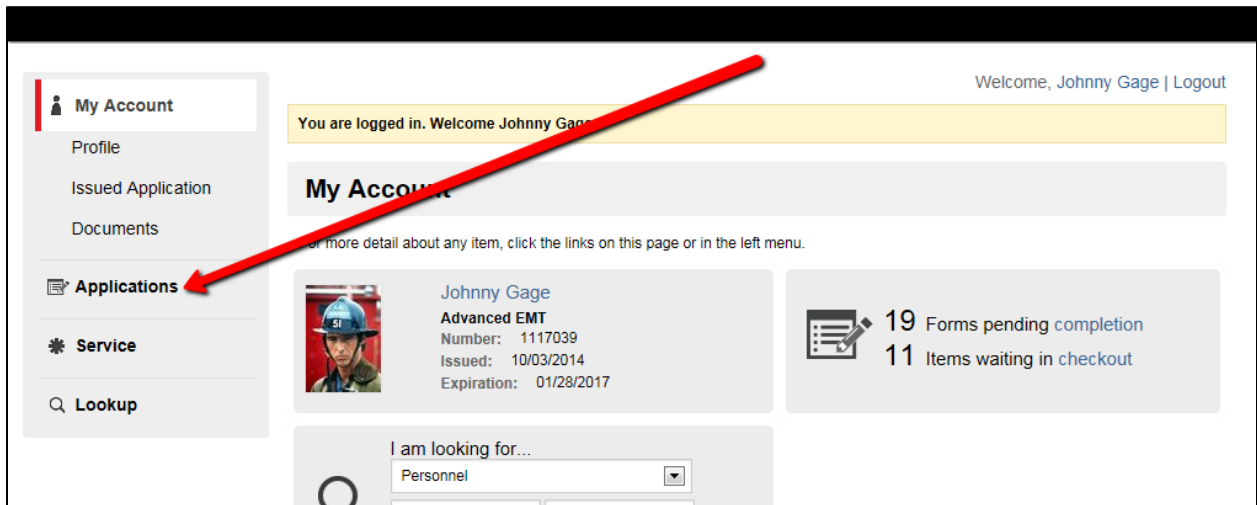 Welcome, Johnny Gage | Logout
My Account
Profile
Issued Application
Documents
Applications
Service
Lookup
You are logged in. Welcome Johnny Gage
My Account
more detail about any item, click the links on this page or in the left menu.
51
Johnny Gage
Advanced EMT
Number: 1117039
Issued: 10/03/2014
Expiration: 01/28/2017
19 Forms pending completion
11 Items waiting in checkout
I am looking for...
Personnel